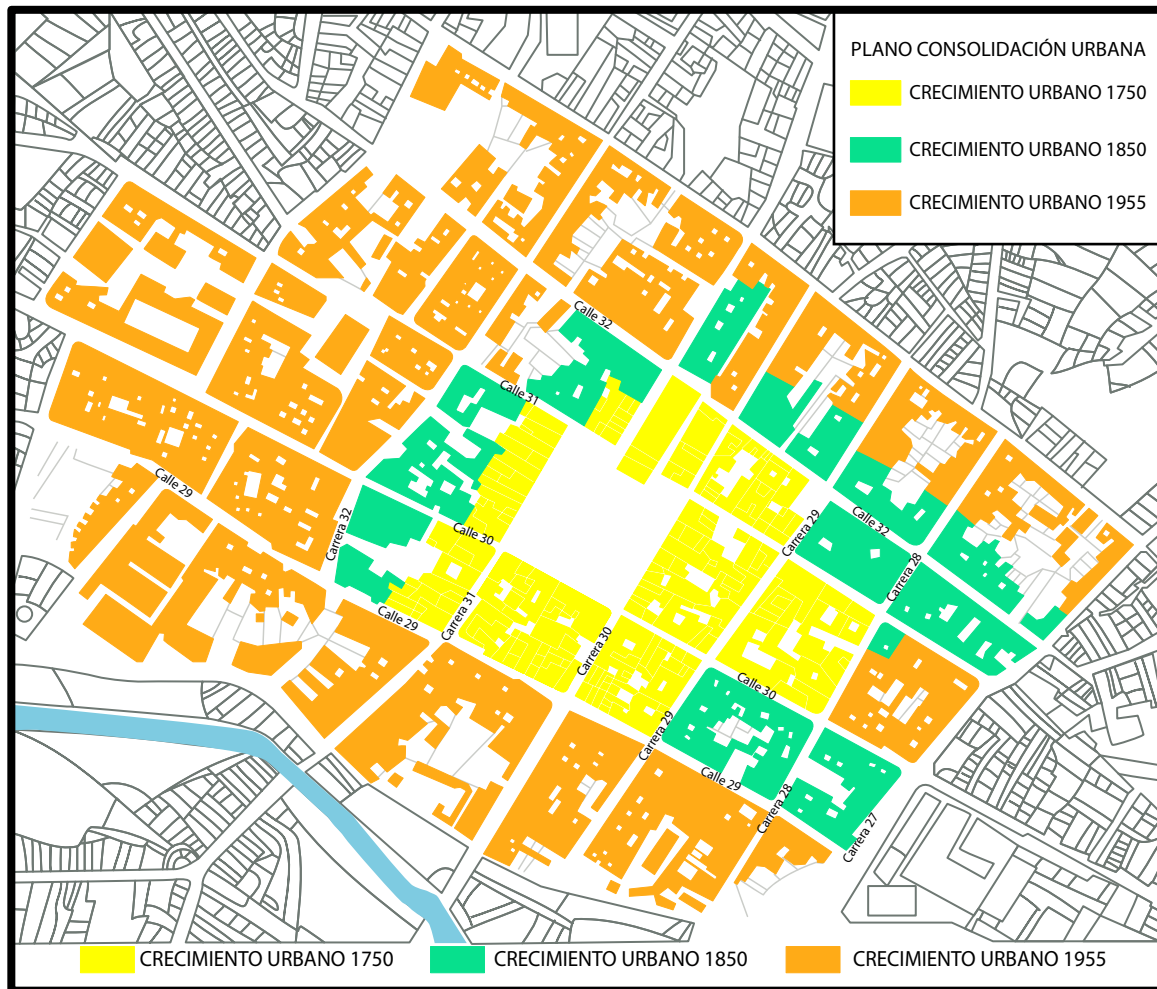 PLANO CONSOLIDACIÓN URBANA
CRECIMIENTO URBANO 1750
CRECIMIENTO URBANO 1850
CRECIMIENTO URBANO 1955
Calle 32
Calle 31
Calle 29
Carrera 32
Calle 30
Carrera 29
Calle 32
Carrera 28
Calle 29
Carrera 31
Carrera 30
Calle 30
Carrera 29
Calle 29
Carrera 28
Carrera 27
CRECIMIENTO URBANO 1750
CRECIMIENTO URBANO 1850
CRECIMIENTO URBANO 1955